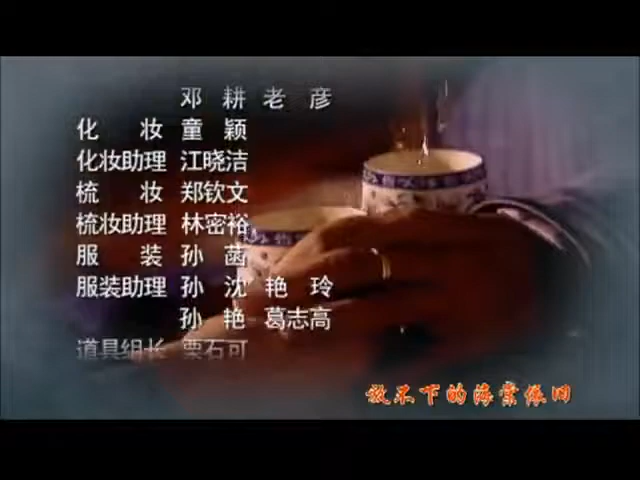 邓 耕 老 彦
化 妆 童 颖
化妆助理 江晓洁
梳 妆 郑钦文
梳妆助理 林密裕
服 装 孙 菡
服装助理 孙 沈 艳 玲
孙 艳 葛志高
道具组长 栗石可
放不下的海棠依旧